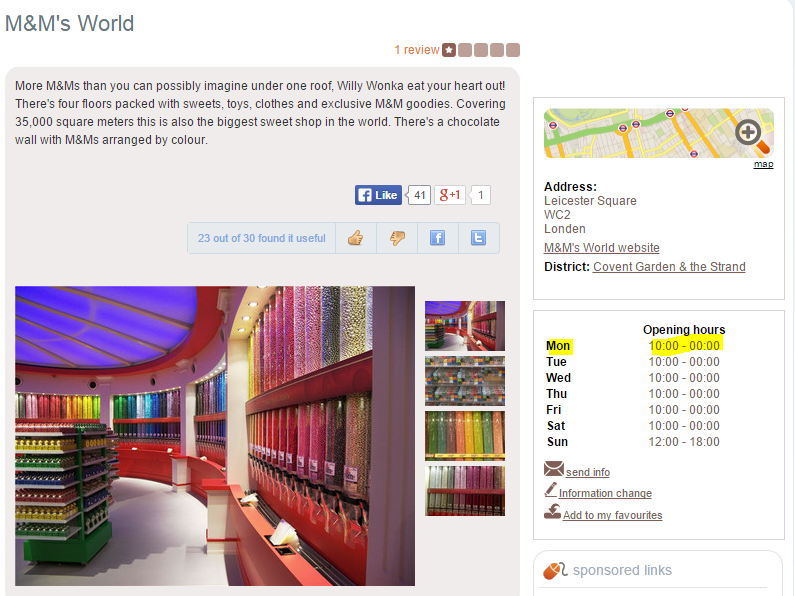 M&M's World
1 review
More M&Ms than you can possibly imagine under one roof, Willy Wonka eat your heart out!
There's four floors packed with sweets, toys, clothes and exclusive M&M goodies. Covering
35,000 square meters this is also the biggest sweet shop in the world. There's a chocolate
wall with M&Ms arranged by colour.
f Like 41 g+1 1
23 out of 30 found it useful
map
Address:
Leicester Square
WC2
Londen
M&M's World website
District: Covent Garden & the Strand
Opening hours
Mon 10:00 - 00:00
Tue 10:00 - 00:00
Wed 10:00 - 00:00
Thu 10:00 - 00:00
Fri 10:00 - 00:00
Sat 10:00 - 00:00
Sun 12:00 - 18:00
send info
Information change
Add to my favourites
sponsored links